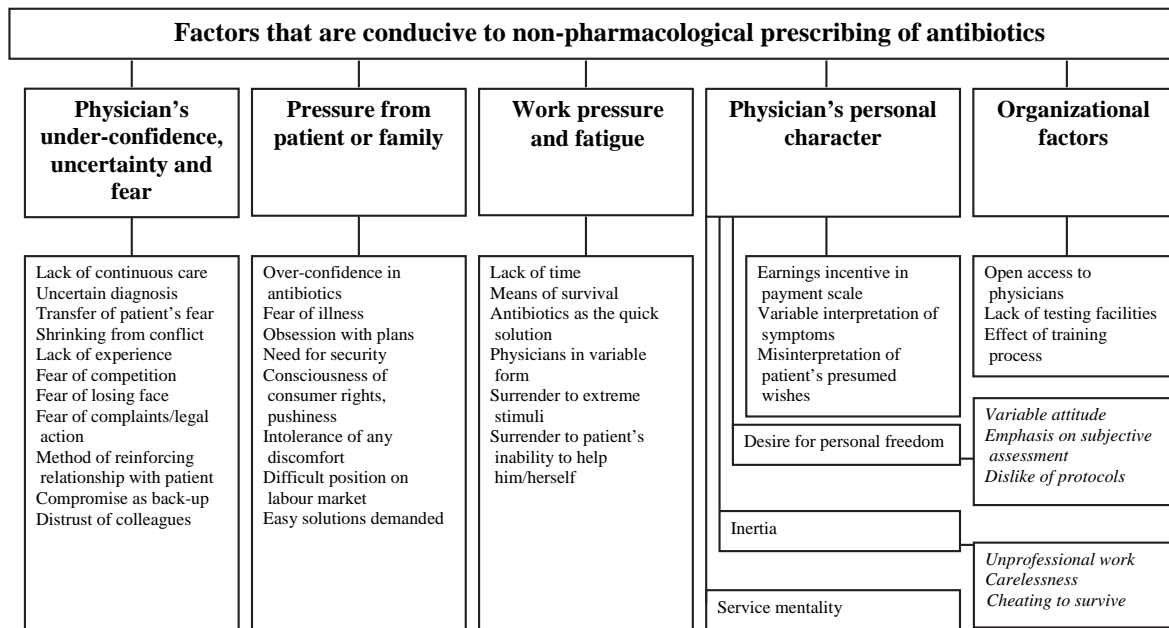 Factors that are conducive to non-pharmacological prescribing of antibiotics
Physician's
under-confidence,
uncertainty and
fear
Pressure from
patient or family
Work pressure
and fatigue
Physician's personal
character
Organizational
factors
Lack of continuous care
Uncertain diagnosis
Transfer of patient's fear
Shrinking from conflict
Lack of experience
Fear of competition
Fear of losing face
Fear of complaints/legal
action
Method of reinforcing
relationship with patient
Compromise as back-up
Distrust of colleagues
Over-confidence in
antibiotics
Fear of illness
Obsession with plans
Need for security
Consciousness of
consumer rights,
pushiness
Intolerance of any
discomfort
Difficult position on
labour market
Easy solutions demanded
Lack of time
Means of survival
Antibiotics as the quick
solution
Physicians in variable
form
Surrender to extreme
stimuli
Surrender to patient's
inability to help
him/herself
Earnings incentive in
payment scale
Variable interpretation of
symptoms
Misinterpretation of
patient's presumed
wishes
Desire for personal freedom
Inertia
Service mentality
Open access to
physicians
Lack of testing facilities
Effect of training
process
Variable attitude
Emphasis on subjective
assessment
Dislike of protocols
Unprofessional work
Carelessness
Cheating to survive